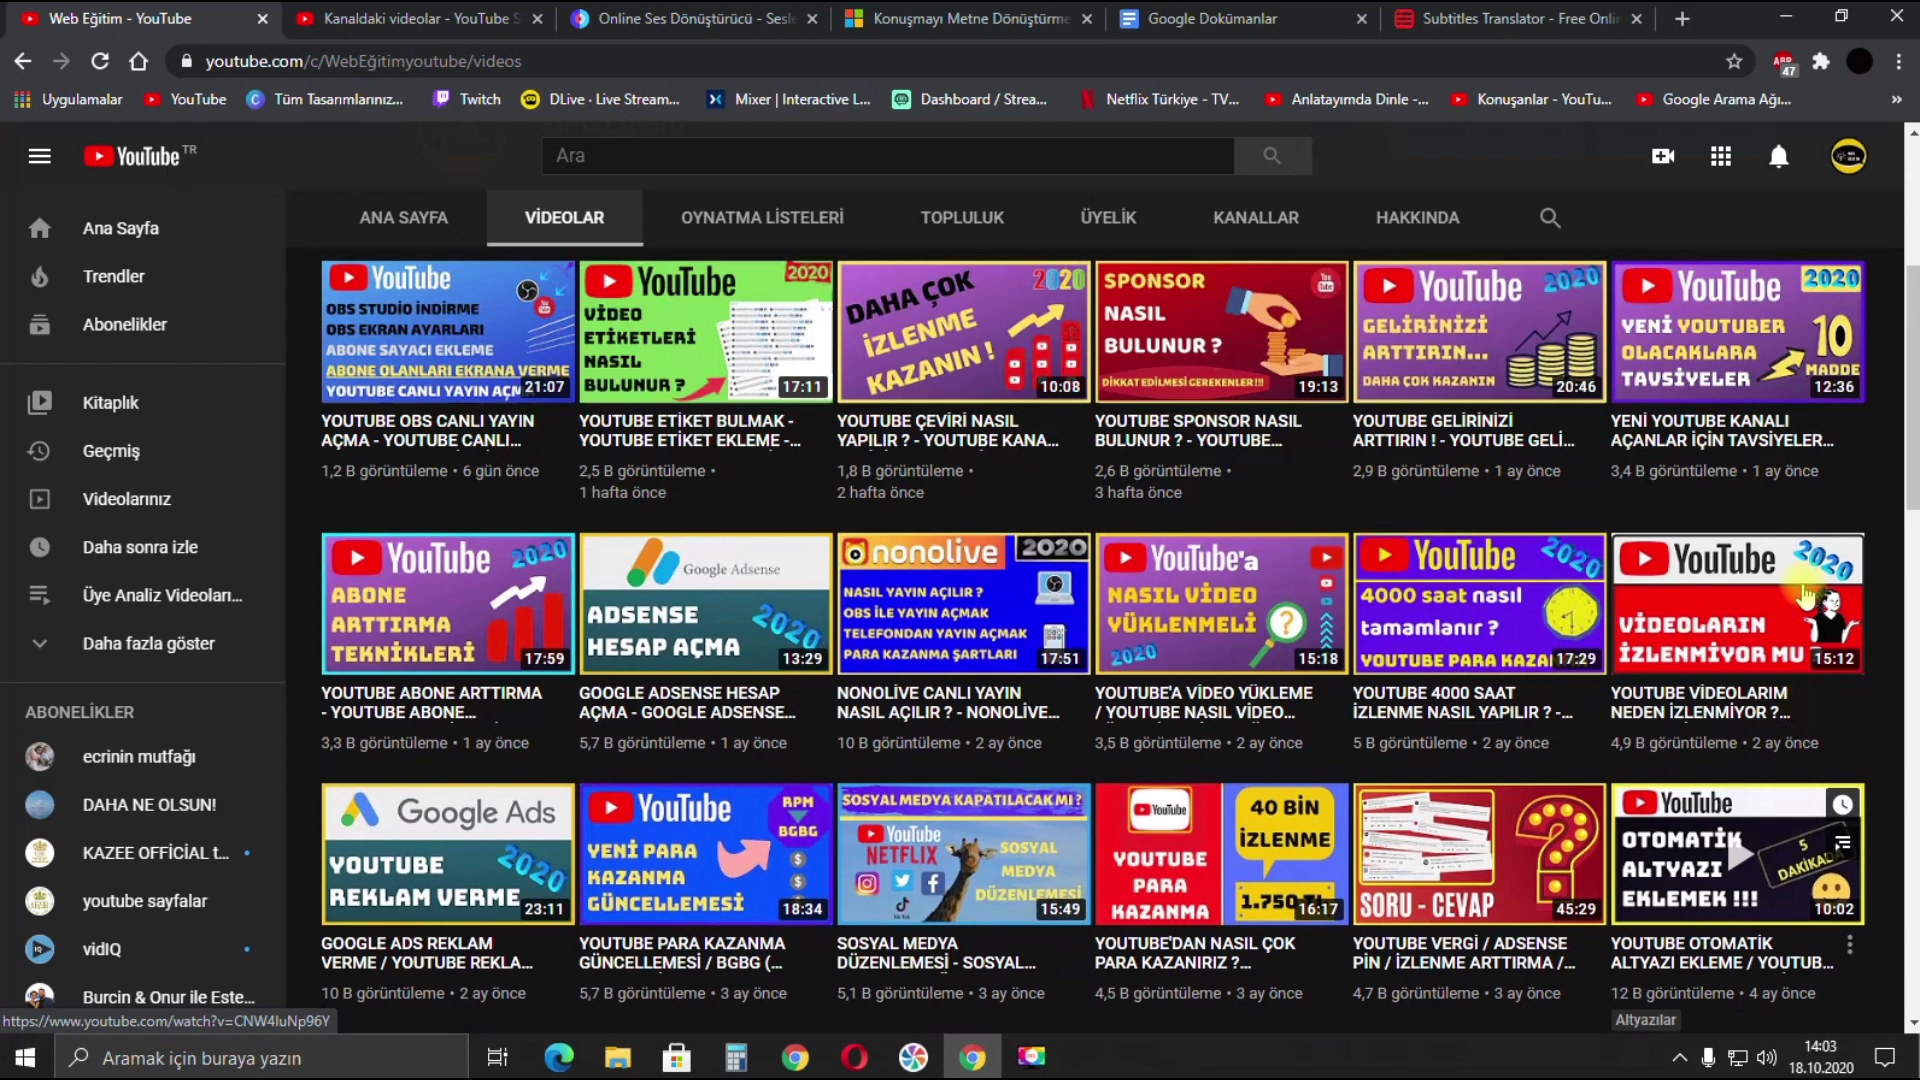 Web Eğitim - YouTube
Kanaldaki videolar - YouTube S
Online Ses Dönüştürücü - Sesle
Konuşmayı Metne Dönüştürme
Google Dokümanlar
Subtitles Translator - Free Onli
youtube.com/c/WebEğitimyoutube/videos
ABP
47
Uygulamalar
YouTube
Tüm Tasarımlarınız...
Twitch
DLive · Live Stream...
Mixer | Interactive L...
Dashboard / Strea...
Netflix Türkiye - TV...
Anlatayımda Dinle -...
Konuşanlar - YouTu...
Google Arama Ağı...
YouTube TR
Ara
ANA SAYFA
VİDEOLAR
OYNATMA LİSTELERİ
TOPLULUK
ÜYELİK
KANALLAR
HAKKINDA
Ana Sayfa
Trendler
Abonelikler
Kitaplık
Geçmiş
Videolarınız
Daha sonra izle
Üye Analiz Videoları...
Daha fazla göster
ABONELİKLER
ecrinin mutfağı
DAHA NE OLSUN!
KAZEE OFFİCİAL t...
youtube sayfalar
vidIQ
Burcin & Onur ile Este...
YouTube
OBS STUDİO İNDİRME
OBS EKRAN AYARLARI
ABONE SAYACI EKLEME
ABONE OLANLARI EKRANA VERME
YOUTUBE CANLI YAYIN AÇM
21:07
YOUTUBE OBS CANLI YAYIN
AÇMA - YOUTUBE CANLI...
1,2 B görüntüleme • 6 gün önce
YouTube
2020
VİDEO
ETİKETLERİ
NASIL
BULUNUR ?
17:11
YOUTUBE ETİKET BULMAK -
YOUTUBE ETİKET EKLEME -...
2,5 B görüntüleme •
1 hafta önce
DAHA ÇOK
2020
İZLENME
KAZANIN !
10:08
YOUTUBE ÇEVİRİ NASIL
YAPILIR ? - YOUTUBE KANA...
1,8 B görüntüleme •
2 hafta önce
SPONSOR
NASIL
BULUNUR ?
DİKKAT EDİLMESİ GEREKENLER!!!
You
Tube
19:13
YOUTUBE SPONSOR NASIL
BULUNUR ? - YOUTUBE...
2,6 B görüntüleme •
3 hafta önce
YouTube
2020
GELİRİNİZİ
ARTTIRIN...
DAHA ÇOK KAZANIN
20:46
YOUTUBE GELİRİNİZİ
ARTTIRIN ! - YOUTUBE GELİ...
2,9 B görüntüleme • 1 ay önce
YouTube
2020
YENİ YOUTUBER
OLACAKLARA
TAVSİYELER
10
MADDE
12:36
YENİ YOUTUBE KANALI
AÇANLAR İÇİN TAVSİYELER...
3,4 B görüntüleme • 1 ay önce
YouTube
2020
ABONE
ARTTIRMA
TEKNİKLERİ
17:59
YOUTUBE ABONE ARTTIRMA
- YOUTUBE ABONE...
3,3 B görüntüleme • 1 ay önce
Google Adsense
ADSENSE
HESAP AÇMA
2020
13:29
GOOGLE ADSENSE HESAP
AÇMA - GOOGLE ADSENSE...
5,7 B görüntüleme • 1 ay önce
nonolive
2020
NASIL YAYIN AÇILIR ?
OBS İLE YAYIN AÇMAK
TELEFONDAN YAYIN AÇMAK
PARA KAZANMA ŞARTLARI
17:51
NONOLİVE CANLI YAYIN
NASIL AÇILIR ? - NONOLİVE...
10 B görüntüleme • 2 ay önce
YouTube'a
NASIL VİDEO
YÜKLENMELİ
?
2020
15:18
YOUTUBE'A VİDEO YÜKLEME
/ YOUTUBE NASIL VİDEO...
3,5 B görüntüleme • 2 ay önce
YouTube
2020
4000 saat nasıl
tamamlanır ?
YOUTUBE PARA KAZA
17:29
YOUTUBE 4000 SAAT
İZLENME NASIL YAPILIR ? -...
5 B görüntüleme • 2 ay önce
YouTube
2020
VİDEOLARIN
İZLENMİYOR MU
15:12
YOUTUBE VİDEOLARIM
NEDEN İZLENMİYOR ?...
4,9 B görüntüleme • 2 ay önce
Google Ads
YOUTUBE
REKLAM VERME
2020
23:11
GOOGLE ADS REKLAM
VERME / YOUTUBE REKLA...
10 B görüntüleme • 2 ay önce
YouTube
RPM
BGBG
YENİ PARA
KAZANMA
GÜNCELLEMESİ
18:34
YOUTUBE PARA KAZANMA
GÜNCELLEMESİ / BGBG (...
5,7 B görüntüleme • 3 ay önce
SOSYAL MEDYA KAPATILACAK MI ?
YouTube
NETFLIX
SOSYAL
MEDYA
DÜZENLEMESİ
15:49
SOSYAL MEDYA
DÜZENLEMESİ - SOSYAL...
5,1 B görüntüleme • 3 ay önce
YouTube
YOUTUBE
PARA
KAZANMA
40 BİN
İZLENME
1.750 TL
16:17
YOUTUBE'DAN NASIL ÇOK
PARA KAZANIRIZ ?...
4,5 B görüntüleme • 3 ay önce
SORU - CEVAP
?
45:29
YOUTUBE VERGİ / ADSENSE
PİN / İZLENME ARTTIRMA /...
4,7 B görüntüleme • 3 ay önce
YouTube
OTOMATİK
ALTYAZI
EKLEMEK !!!
5
DAKİKADA
10:02
YOUTUBE OTOMATİK
ALTYAZI EKLEME / YOUTUB...
12 B görüntüleme • 4 ay önce
Altyazılar
https://www.youtube.com/watch?v=CNW4IuNp96Y
Aramak için buraya yazın
14:03
18.10.2020